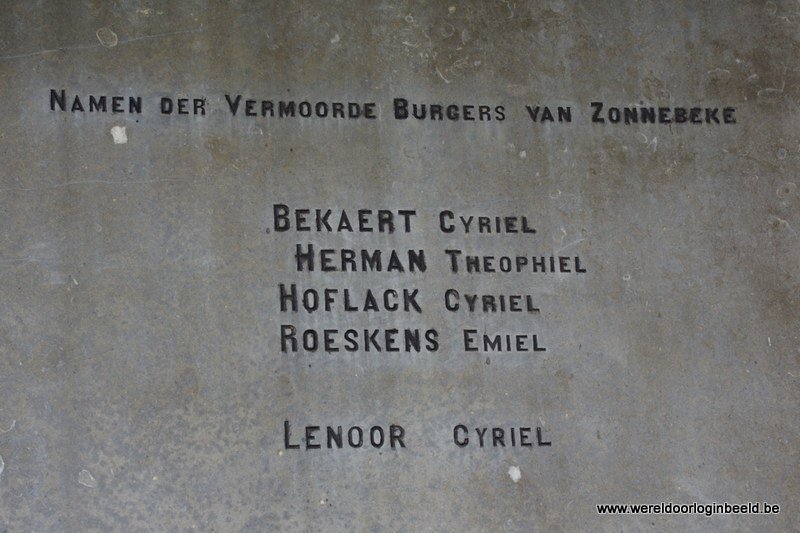 Namen der Vermoorde Burgers van Zonnebeke
Bekaert Cyriel
Herman Theophiel
Hoflack Cyriel
Roeskens Emiel
Lenoor Cyriel
www.wereldoorloginbeeld.be